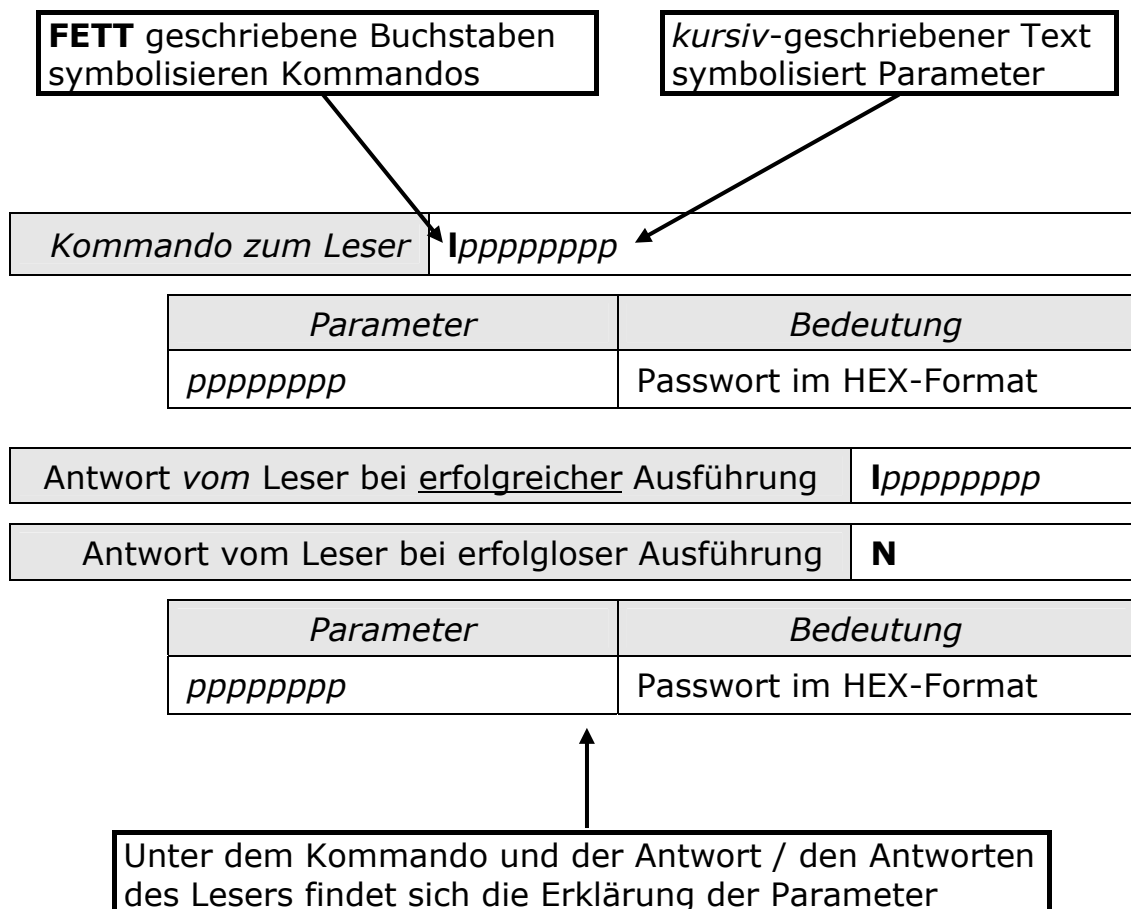 FETT geschriebene Buchstaben
symbolisieren Kommandos
kursiv-geschriebener Text
symbolisiert Parameter
Kommando zum Leser lpppppppp
Parameter Bedeutung
pppppppp Passwort im HEX-Format
Antwort vom Leser bei erfolgreicher Ausführung lpppppppp
Antwort vom Leser bei erfolgloser Ausführung N
Parameter Bedeutung
pppppppp Passwort im HEX-Format
Unter dem Kommando und der Antwort / den Antworten
des Lesers findet sich die Erklärung der Parameter